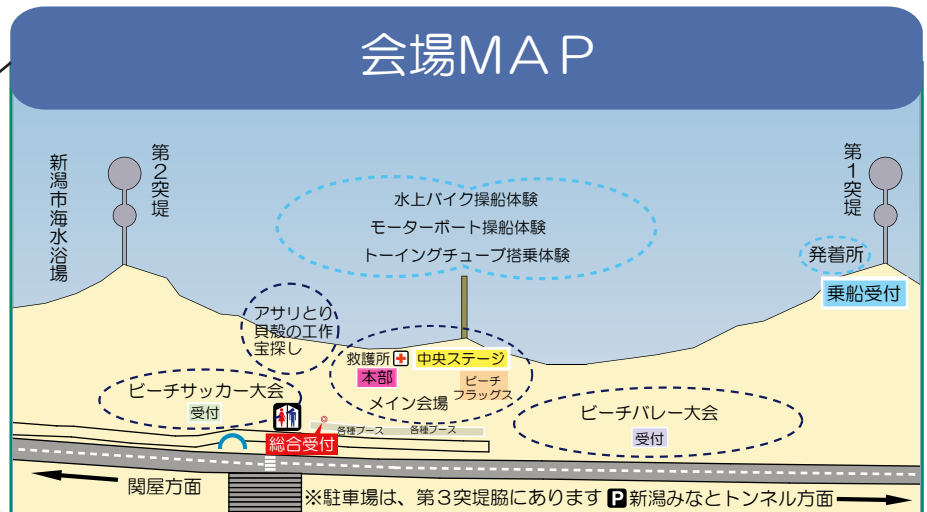 会場MAP
新潟市海水浴場
第2突堤
水上バイク操船体験
モーターボート操船体験
トーイングチューブ搭乗体験
第1突堤
発着所
乗船受付
アサリとり
貝殻の工作
宝探し
救護所
中央ステージ
本部
ビーチ
フラッグス
メイン会場
ビーチサッカー大会
受付
各種ブース
各種ブース
総合受付
ビーチバレー大会
受付
関屋方面
※駐車場は、第3突堤脇にあります P 新潟みなとトンネル方面